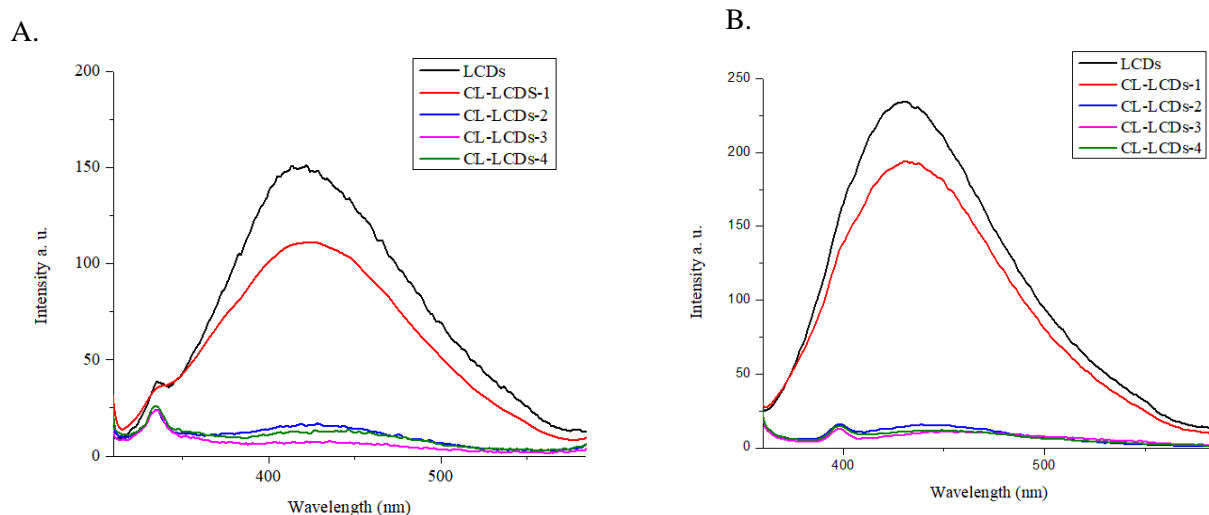 A.
200
150
100
50
0
400
500
Intensity a. u.
Wavelength (nm)
LCDs
CL-LCDS-1
CL-LCDs-2
CL-LCDs-3
CL-LCDs-4
B.
250
200
150
100
50
0
400
500
Intensity a. u.
Wavelength (nm)
LCDs
CL-LCDs-1
CL-LCDs-2
CL-LCDs-3
CL-LCDs-4